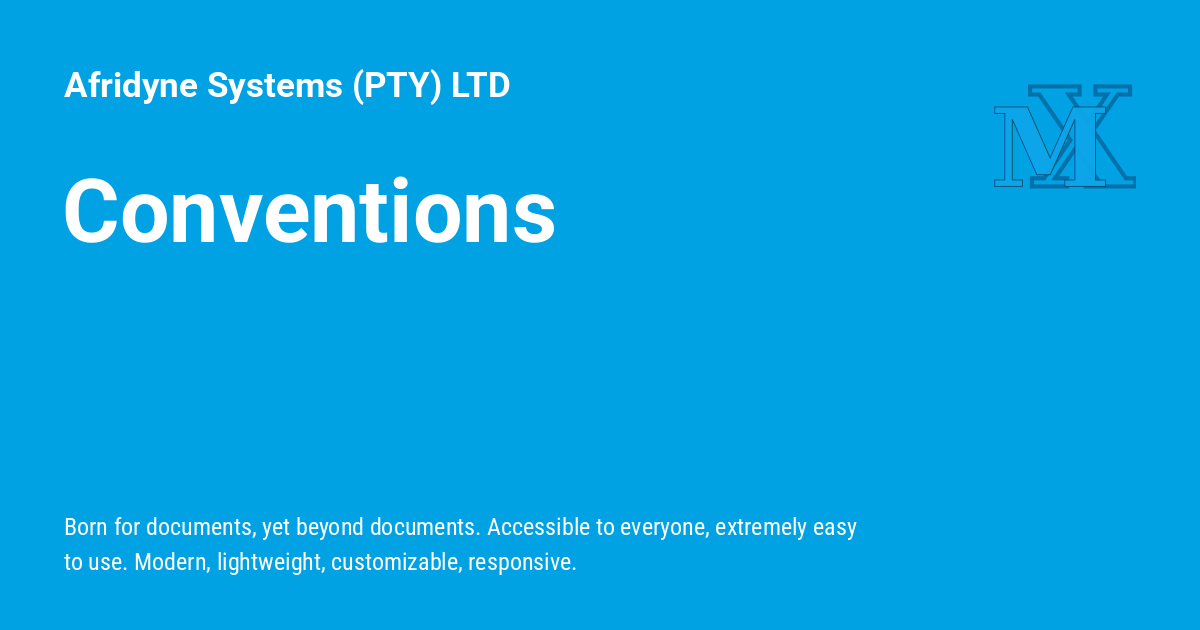 Afridyne Systems (PTY) LTD
MX
Conventions
Born for documents, yet beyond documents. Accessible to everyone, extremely easy
to use. Modern, lightweight, customizable, responsive.